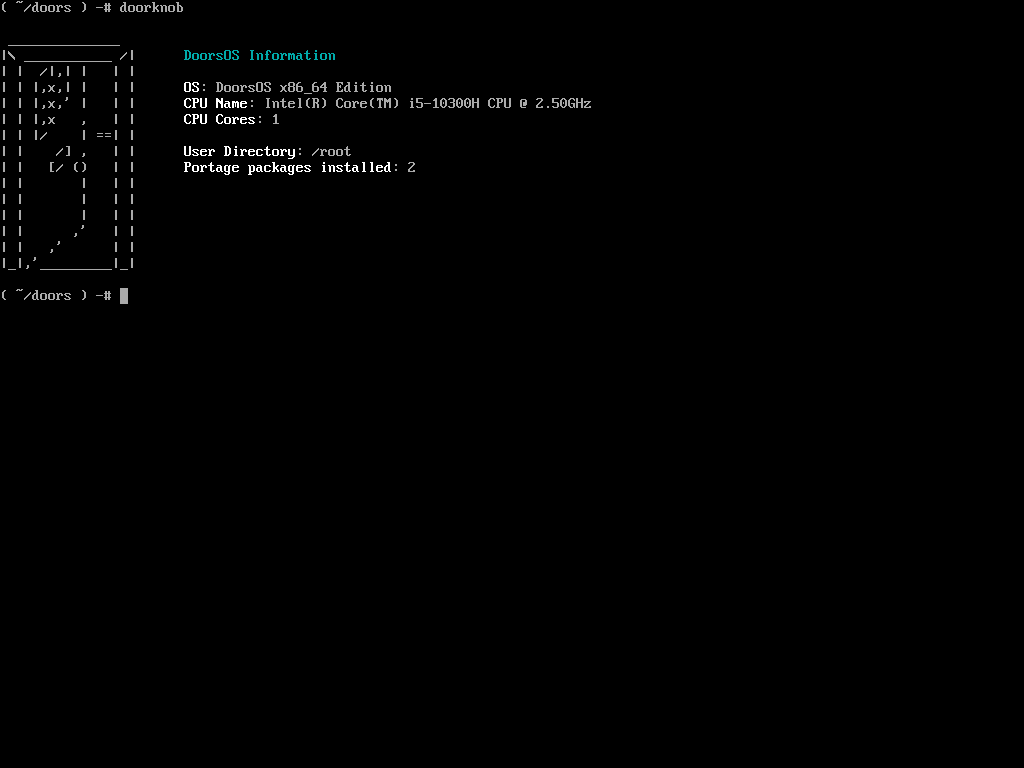 ( ~/doors ) -# doorknob
DoorsOS Information
OS: DoorsOS x86_64 Edition
CPU Name: Intel(R) Core(TM) i5-10300H CPU @ 2.50GHz
CPU Cores: 1
User Directory: /root
Portage packages installed: 2
( ~/doors ) -#